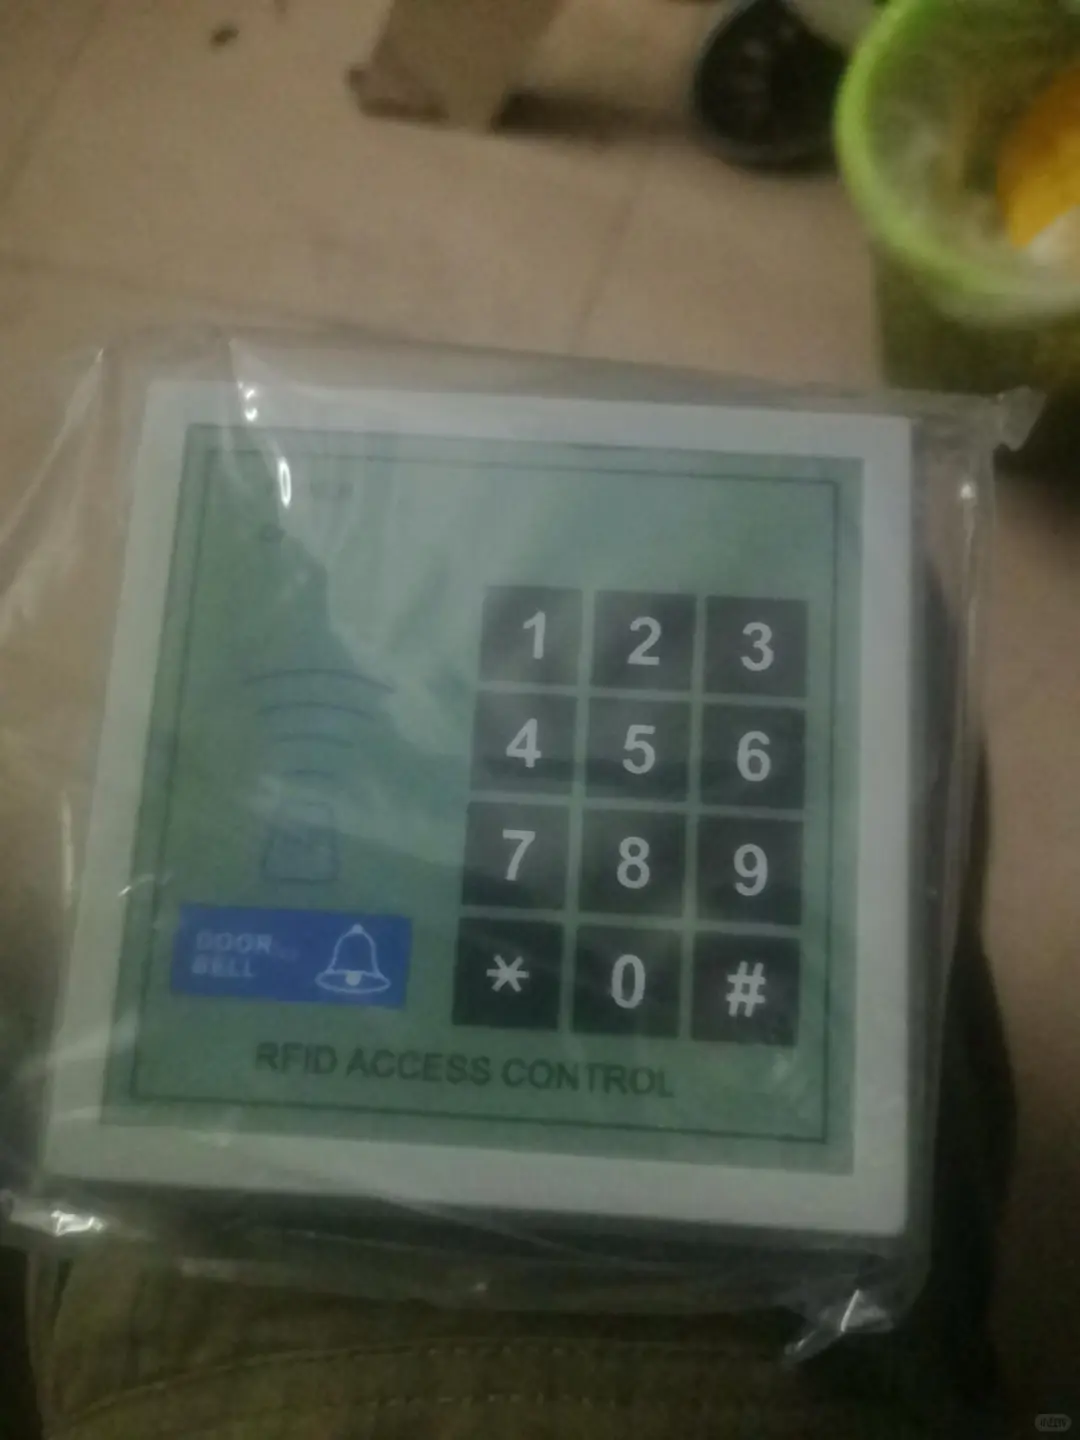 1 2 3
4 5 6
7 8 9
* 0 #
DOOR
BELL
RFID ACCESS CONTROL